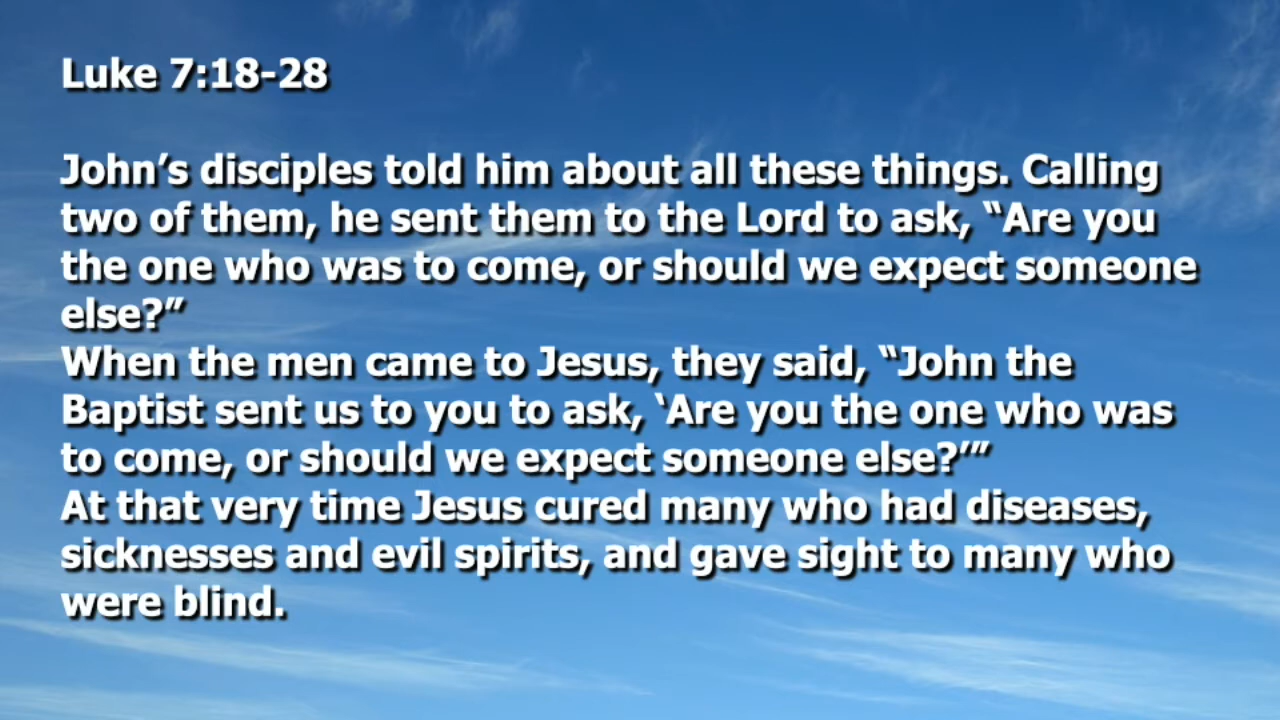 Luke 7:18-28
John’s disciples told him about all these things. Calling
two of them, he sent them to the Lord to ask, “Are you
the one who was to come, or should we expect someone
else?”
When the men came to Jesus, they said, “John the
Baptist sent us to you to ask, ‘Are you the one who was
to come, or should we expect someone else?’”
At that very time Jesus cured many who had diseases,
sicknesses and evil spirits, and gave sight to many who
were blind.